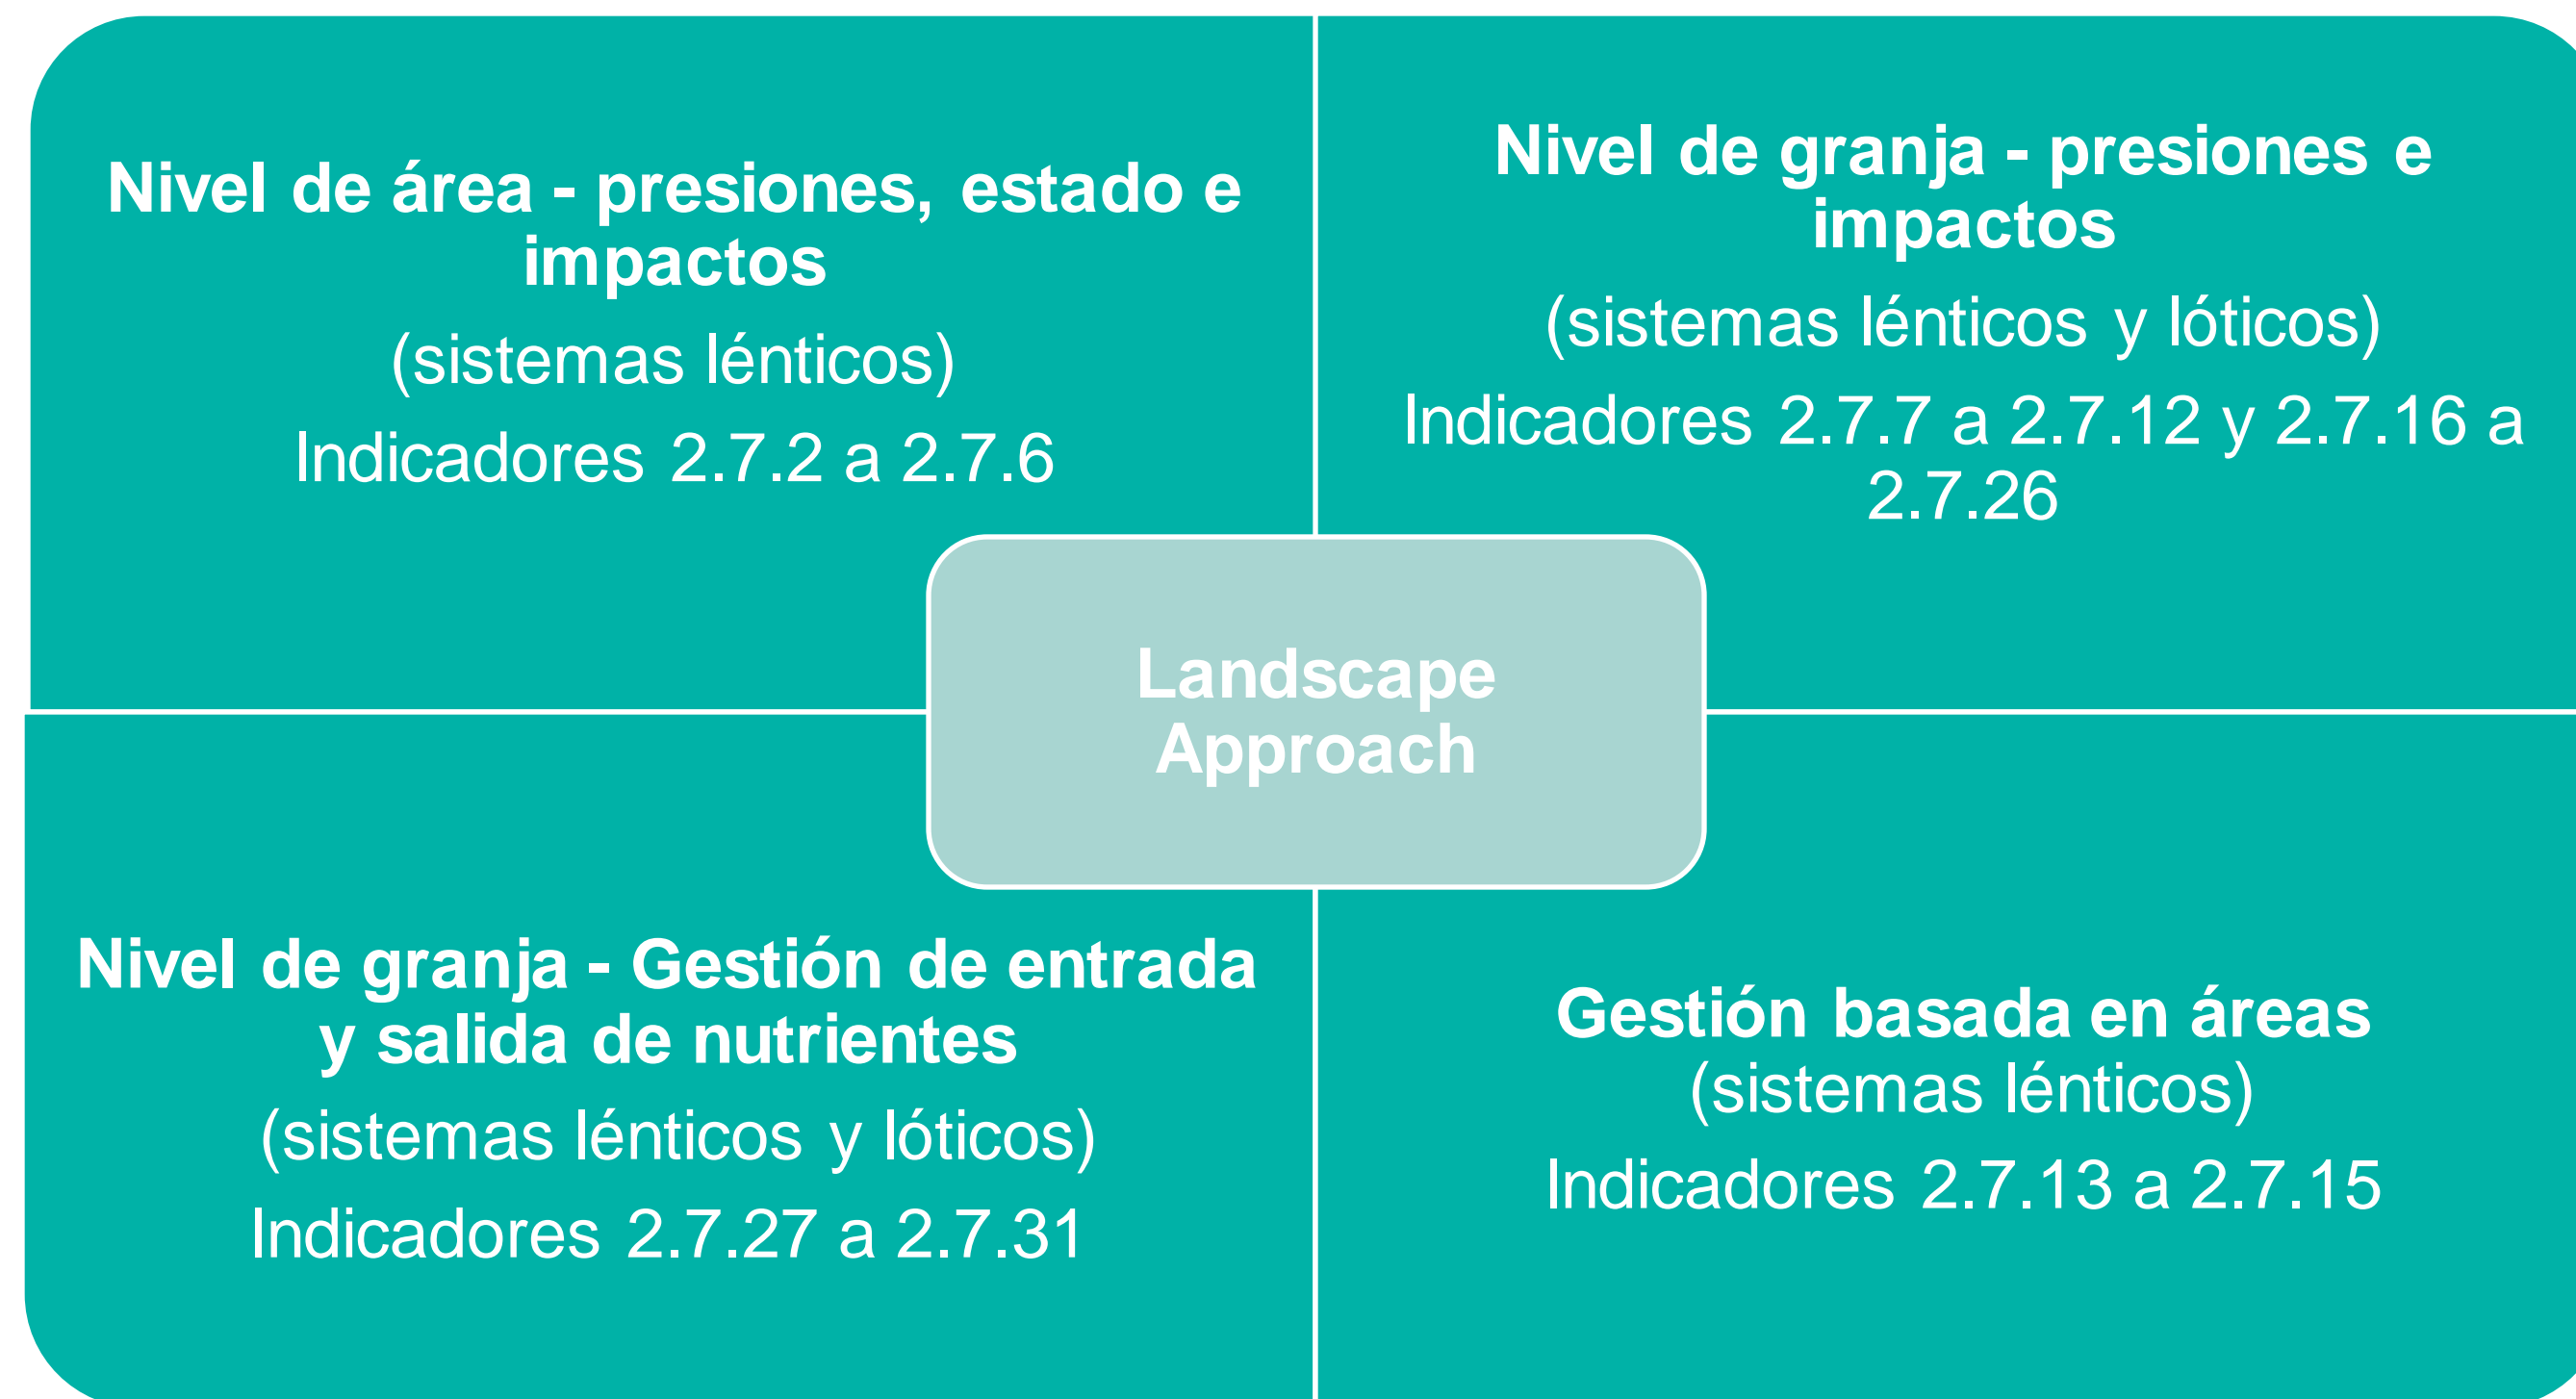 Nivel de área - presiones, estado e
impactos
(sistemas lénticos)
Indicadores 2.7.2 a 2.7.6
Nivel de granja - presiones e
impactos
(sistemas lénticos y lóticos)
Indicadores 2.7.7 a 2.7.12 y 2.7.16 a
2.7.26
Landscape
Approach
Nivel de granja - Gestión de entrada
y salida de nutrientes
(sistemas lénticos y lóticos)
Indicadores 2.7.27 a 2.7.31
Gestión basada en áreas
(sistemas lénticos)
Indicadores 2.7.13 a 2.7.15